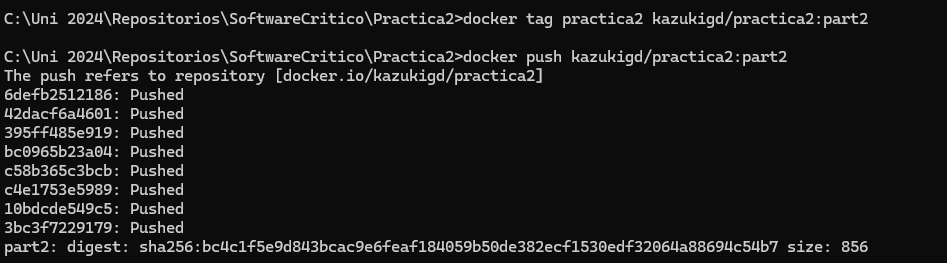 C:\Uni 2024\Repositorios\SoftwareCritico\Practica2>docker tag practica2 kazukigd/practica2:part2
C:\Uni 2024\Repositorios\SoftwareCritico\Practica2>docker push kazukigd/practica2:part2
The push refers to repository [docker.io/kazukigd/practica2]
6defb2512186: Pushed
42dacf6a4601: Pushed
395ff485e919: Pushed
bc0965b23a04: Pushed
c58b365c3bcb: Pushed
c4e1753e5989: Pushed
10bdcde549c5: Pushed
3bc3f7229179: Pushed
part2: digest: sha256:bc4c1f5e9d843bcac9e6feaf184059b50de382ecf1530edf32064a88694c54b7 size: 856